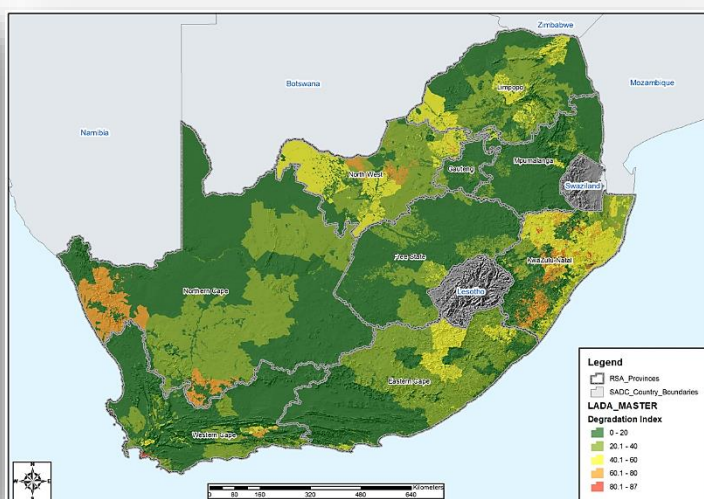 Zimbabwe
Botswana
Limpopo
Mozambique
Namibia
North West
Gauteng
Mpumalanga
Swaziland
Free State
KwaZulu-Natal
Northern Cape
Lesotho
Eastern Cape
Western Cape
Legend
RSA_Provinces
SADC_Country_Boundaries
LADA_MASTER
Degradation Index
0 - 20
20.1 - 40
40.1 - 60
60.1 - 80
80.1 - 87
N
W E
S
Kilometers
0 80 160 320 480 640